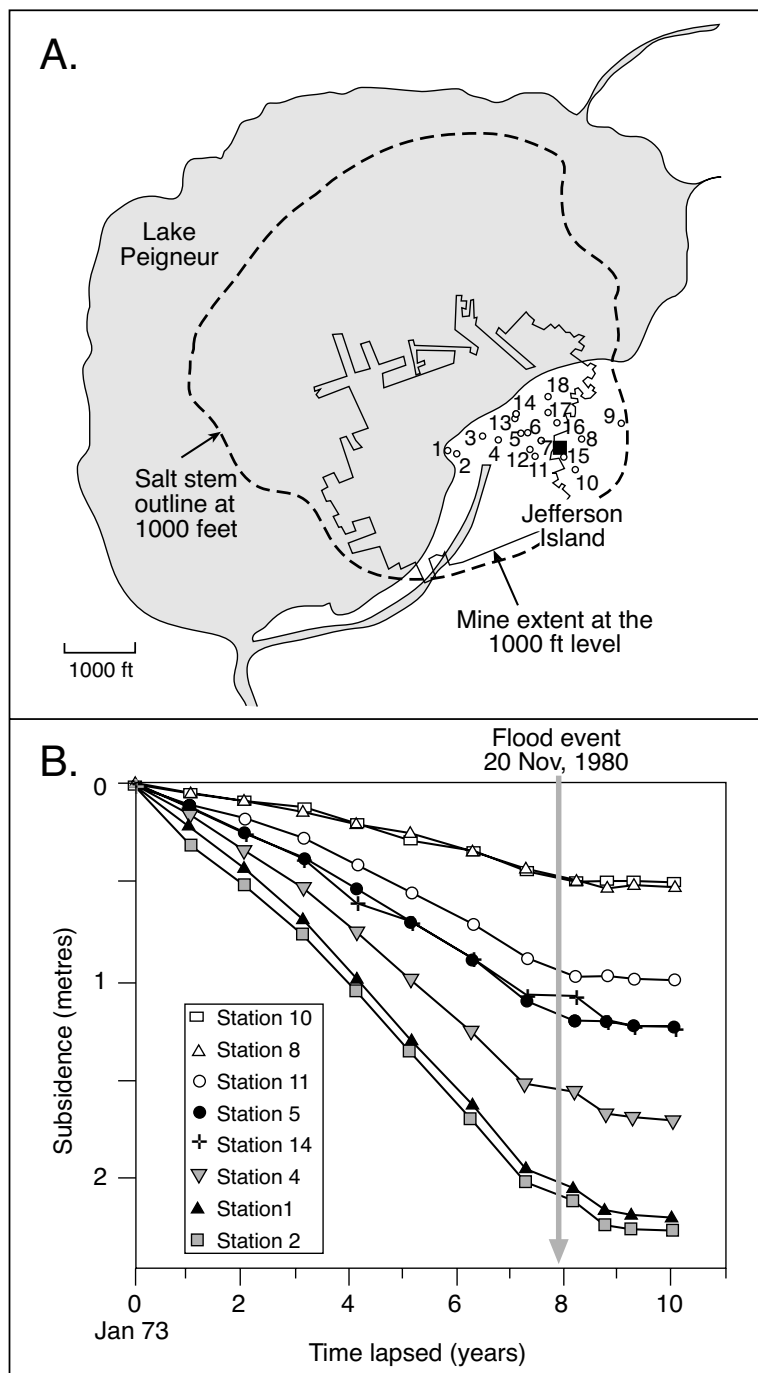 A.
Lake
Peigneur
Salt stem
outline at
1000 feet
1000 ft
18
14
17
13
16
9
3
6
5
8
1
4
7
2
12
15
11
10
Jefferson
Island
Mine extent at the
1000 ft level
B.
Flood event
20 Nov, 1980
0
1
2
Subsidence (metres)
Station 10
Station 8
Station 11
Station 5
Station 14
Station 4
Station1
Station 2
0 2 4 6 8 10
Jan 73
Time lapsed (years)